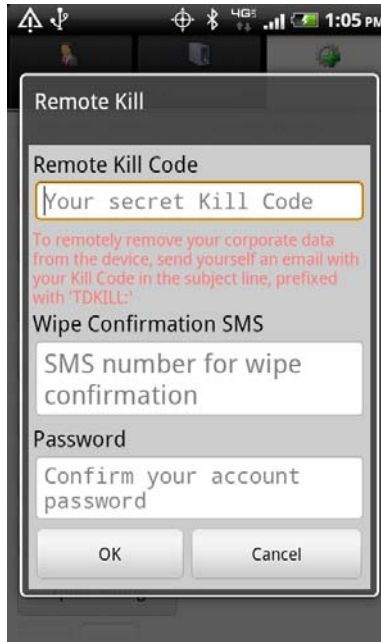 4G
1:05 PM
Remote Kill
Remote Kill Code
Your secret Kill Code
To remotely remove your corporate data
from the device, send yourself an email with
your Kill Code in the subject line, prefixed
with 'TDKILL:'
Wipe Confirmation SMS
SMS number for wipe
confirmation
Password
Confirm your account
password
OK
Cancel